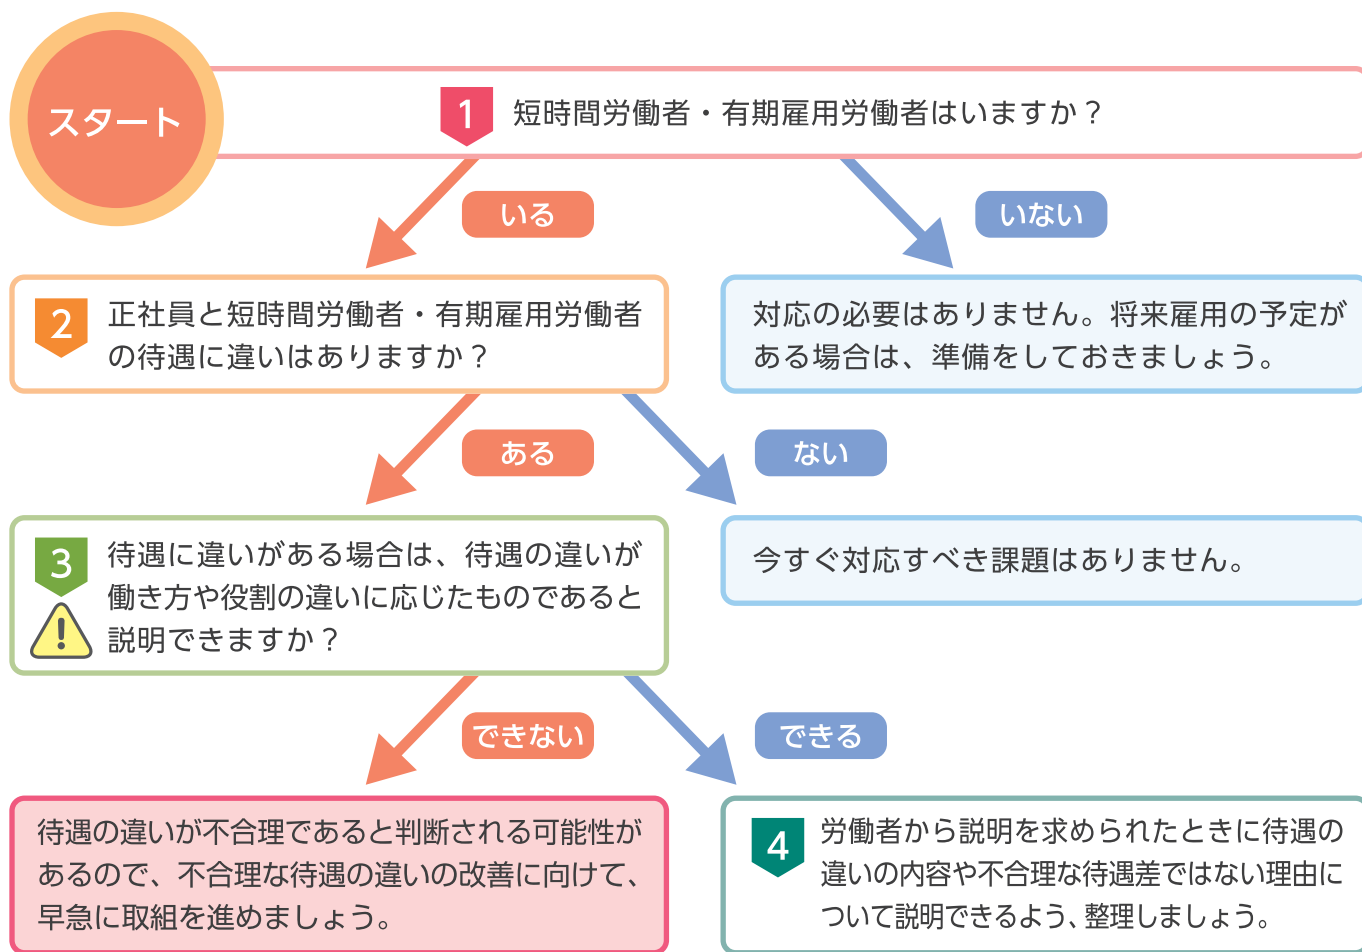 スタート
1 短時間労働者・有期雇用労働者はいますか？
いる
いない
2 正社員と短時間労働者・有期雇用労働者
の待遇に違いはありますか？
対応の必要はありません。将来雇用の予定が
ある場合は、準備をしておきましょう。
ある
ない
3 待遇に違いがある場合は、待遇の違いが
働き方や役割の違いに応じたものであると
説明できますか？
今すぐ対応すべき課題はありません。
できない
できる
待遇の違いが不合理であると判断される可能性が
あるので、不合理な待遇の違いの改善に向けて、
早急に取組を進めましょう。
4 労働者から説明を求められたときに待遇の
違いの内容や不合理な待遇差ではない理由に
ついて説明できるよう、整理しましょう。